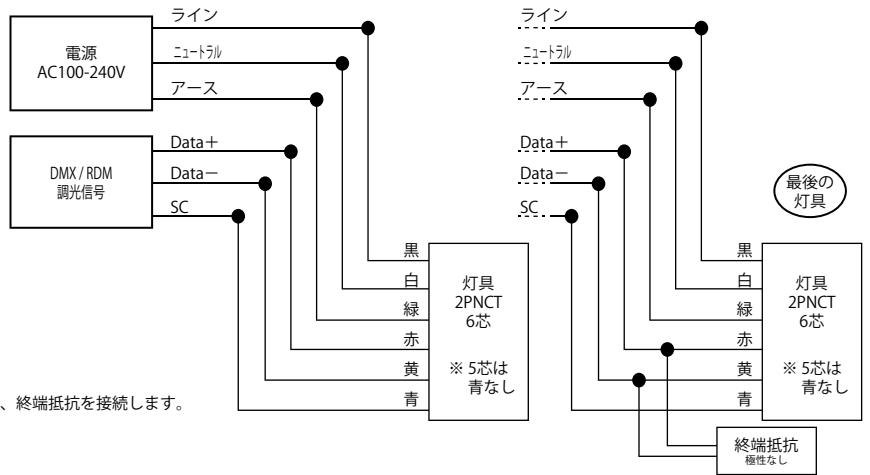 電源
AC100-240V
ライン
ニュートラル
アース
DMX / RDM
調光信号
Data＋
Data－
SC
黒
白
緑
赤
黄
青
灯具
2PNCT
6芯
※ 5芯は
青なし
、終端抵抗を接続します。
ライン
ニュートラル
アース
Data＋
Data－
SC
最後の
灯具
黒
白
緑
赤
黄
青
灯具
2PNCT
6芯
※ 5芯は
青なし
終端抵抗
極性なし